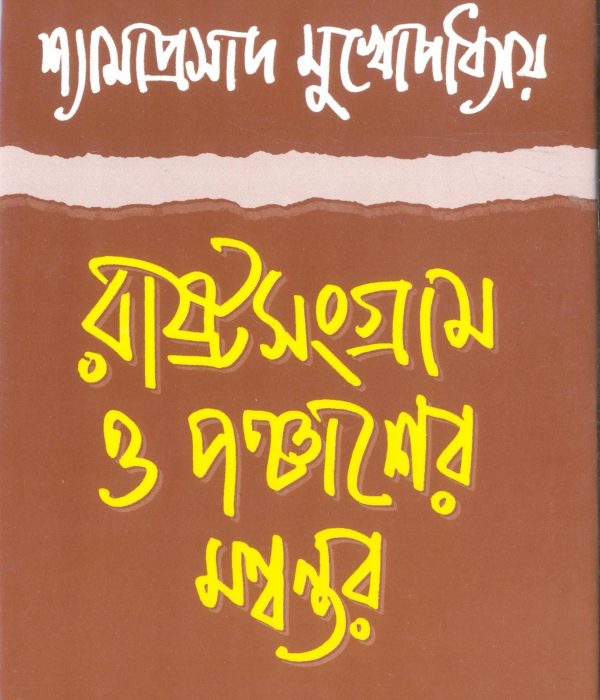 শ্যামাপ্রসাদ মুখোপাধ্যায়
রাষ্ট্রসংগ্রাম
ও পঞ্চাশের
মন্বন্তর